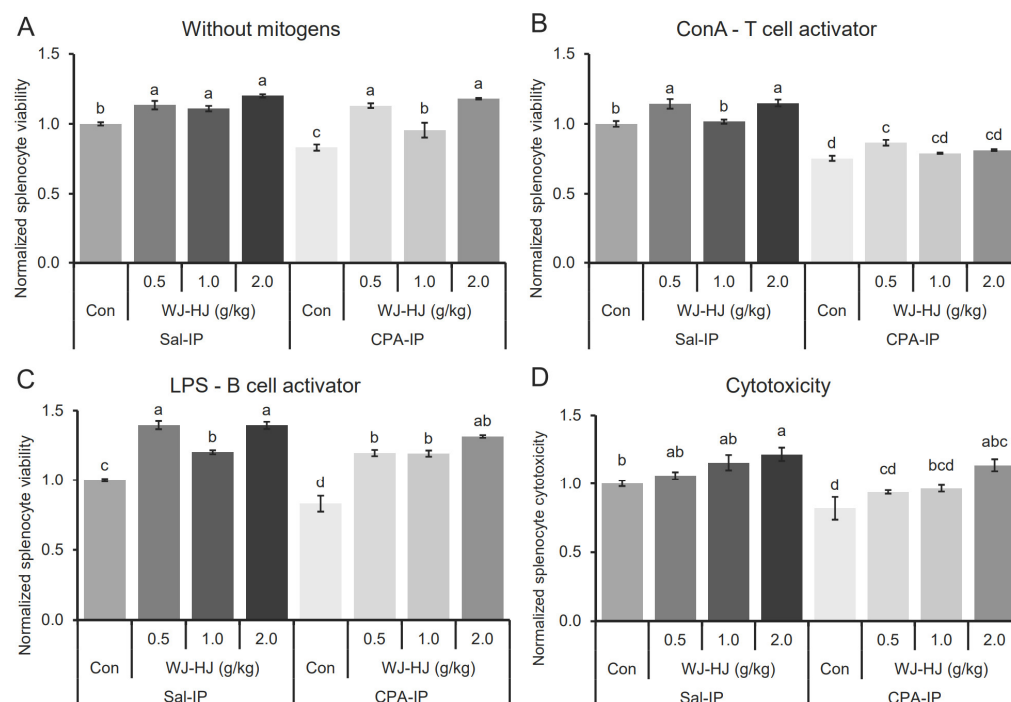 A
Without mitogens
Normalized splenocyte viability
1.5
1.0
0.5
0.0
b a a a c a b a
0.5 1.0 2.0 0.5 1.0 2.0
Con WJ-HJ (g/kg) Con WJ-HJ (g/kg)
Sal-IP CPA-IP
B
ConA - T cell activator
Normalized splenocyte viability
1.5
1.0
0.5
0.0
b a b a d c cd cd
0.5 1.0 2.0 0.5 1.0 2.0
Con WJ-HJ (g/kg) Con WJ-HJ (g/kg)
Sal-IP CPA-IP
C
LPS - B cell activator
Normalized splenocyte viability
1.5
1.0
0.5
0.0
c a b a d b b ab
0.5 1.0 2.0 0.5 1.0 2.0
Con WJ-HJ (g/kg) Con WJ-HJ (g/kg)
Sal-IP CPA-IP
D
Cytotoxicity
Normalized splenocyte cytotoxicity
1.5
1.0
0.5
0.0
b ab ab a d cd bcd abc
0.5 1.0 2.0 0.5 1.0 2.0
Con WJ-HJ (g/kg) Con WJ-HJ (g/kg)
Sal-IP CPA-IP